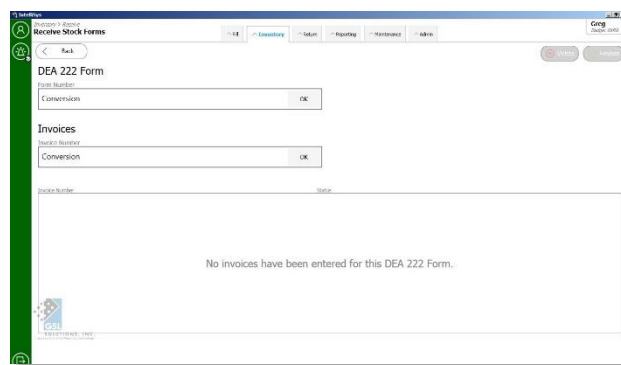 Inventory > Receive
Receive Stock Forms
Fill
Inventory
Return
Reporting
Maintenance
Admin
Greg
Back
DEA 222 Form
Form Number
Conversion
OK
Invoices
Invoice Number
Conversion
OK
Invoice Number
Status
No invoices have been entered for this DEA 222 Form.
GSL
SOLUTIONS, INC.